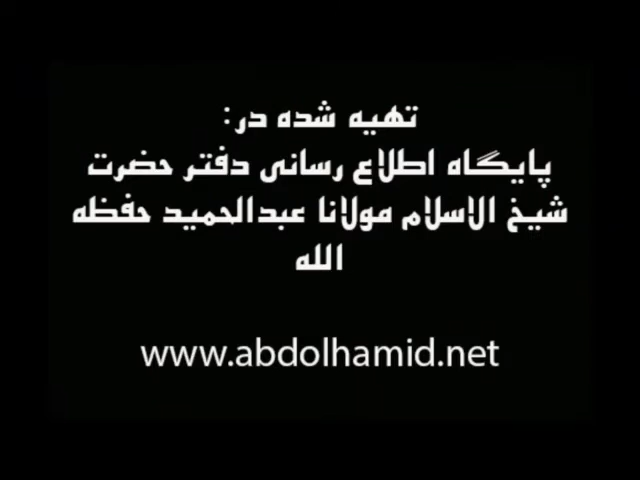 تهیه شده در:
پایگاه اطلاع رسانی دفتر حضرت
شیخ الاسلام مولانا عبدالحمید حفظه
الله
www.abdolhamid.net